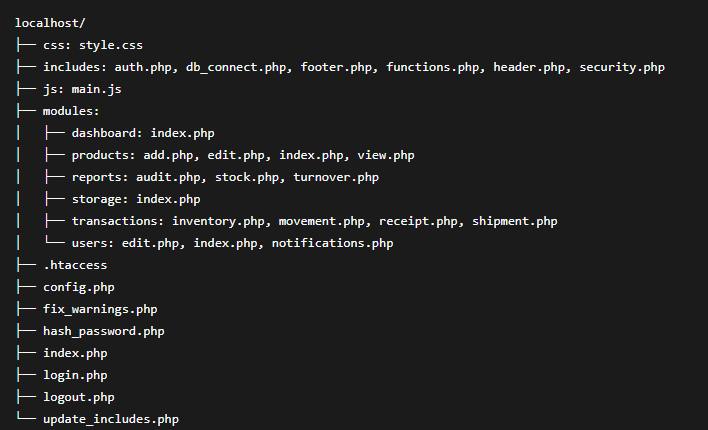 localhost/
├── css: style.css
├── includes: auth.php, db_connect.php, footer.php, functions.php, header.php, security.php
├── js: main.js
├── modules:
│   ├── dashboard: index.php
│   ├── products: add.php, edit.php, index.php, view.php
│   ├── reports: audit.php, stock.php, turnover.php
│   ├── storage: index.php
│   ├── transactions: inventory.php, movement.php, receipt.php, shipment.php
│   └── users: edit.php, index.php, notifications.php
├── .htaccess
├── config.php
├── fix_warnings.php
├── hash_password.php
├── index.php
├── login.php
├── logout.php
└── update_includes.php